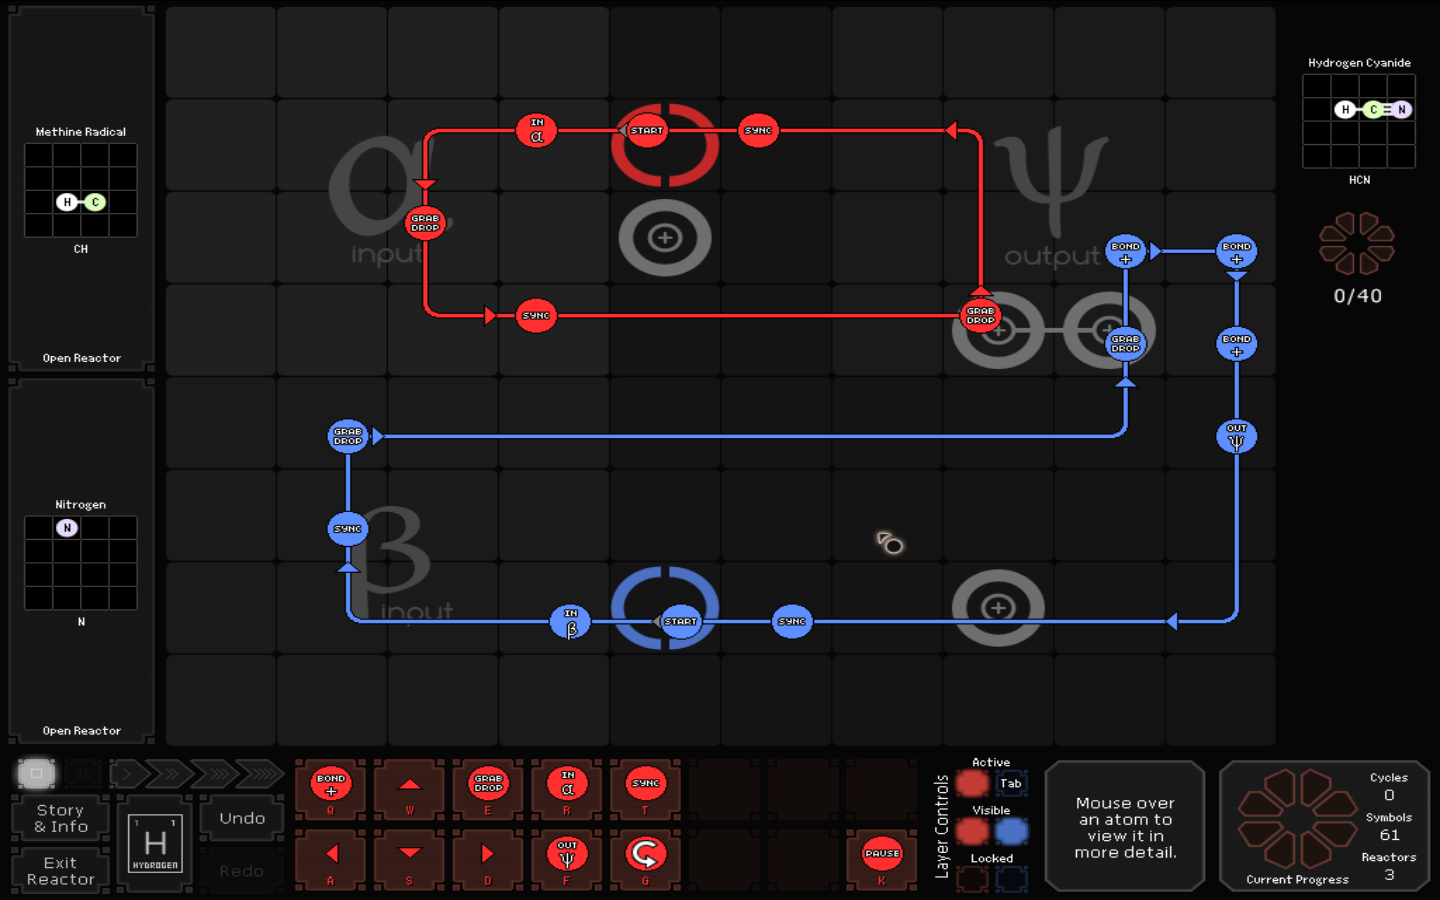 Methine Radical
H C
CH
Open Reactor
Nitrogen
N
N
Open Reactor
α
input
ψ
output
β
input
IN
α
START
SYNC
GRAB
DROP
SYNC
GRAB
DROP
BOND
+
BOND
+
GRAB
DROP
BOND
+
GRAB
DROP
OUT
ψ
SYNC
IN
β
START
SYNC
Hydrogen Cyanide
H C N
HCN
0/40
Story
& Info
Exit
Reactor
1 1
H
HYDROGEN
Undo
Redo
BOND
+
Q
W
GRAB
DROP
E
IN
α
R
SYNC
T
A
S
D
OUT
ψ
F
G
PAUSE
K
Layer Controls
Active
Tab
Visible
Locked
Mouse over
an atom to
view it in
more detail.
Cycles
0
Symbols
61
Reactors
3
Current Progress